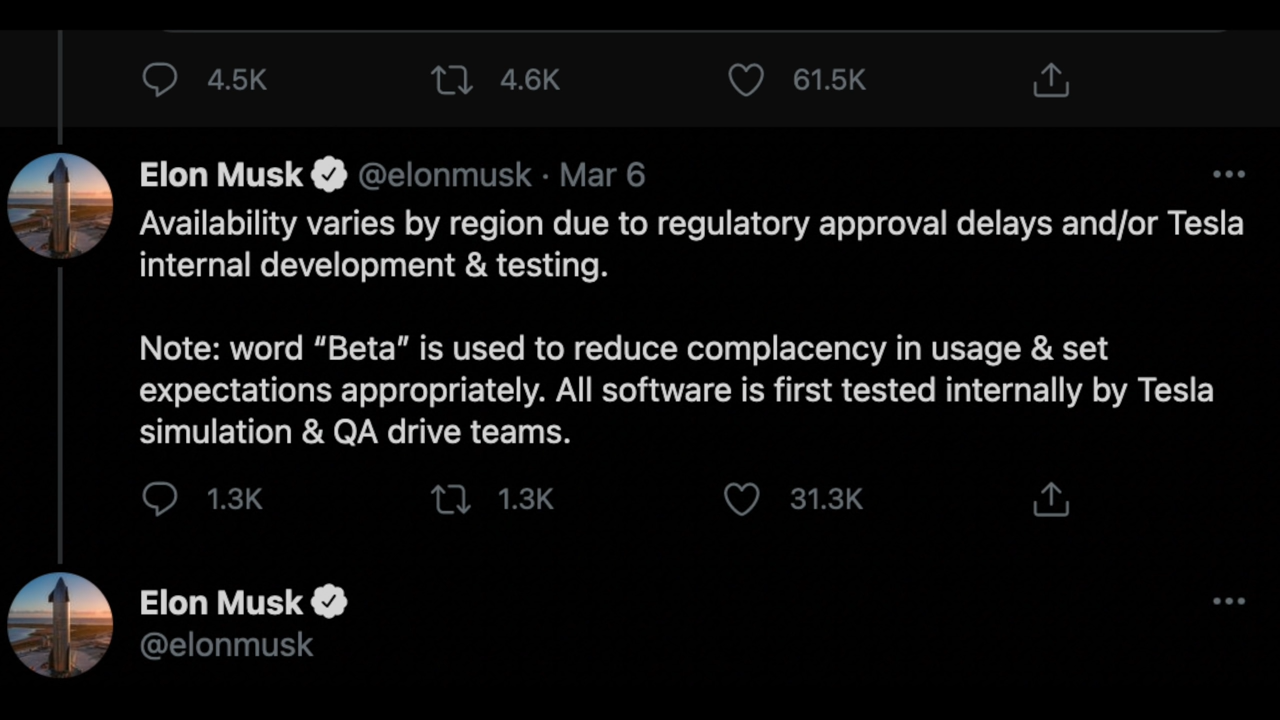 4.5K 4.6K 61.5K
Elon Musk @elonmusk · Mar 6
Availability varies by region due to regulatory approval delays and/or Tesla
internal development & testing.
Note: word “Beta” is used to reduce complacency in usage & set
expectations appropriately. All software is first tested internally by Tesla
simulation & QA drive teams.
1.3K 1.3K 31.3K
Elon Musk
@elonmusk